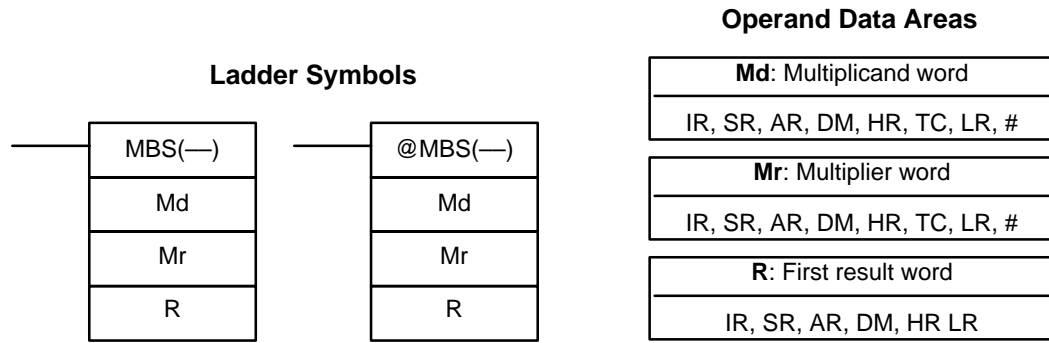 Ladder Symbols
MBS(––)
Md
Mr
R
@MBS(––)
Md
Mr
R
Operand Data Areas
Md: Multiplicand word
IR, SR, AR, DM, HR, TC, LR, #
Mr: Multiplier word
IR, SR, AR, DM, HR, TC, LR, #
R: First result word
IR, SR, AR, DM, HR LR